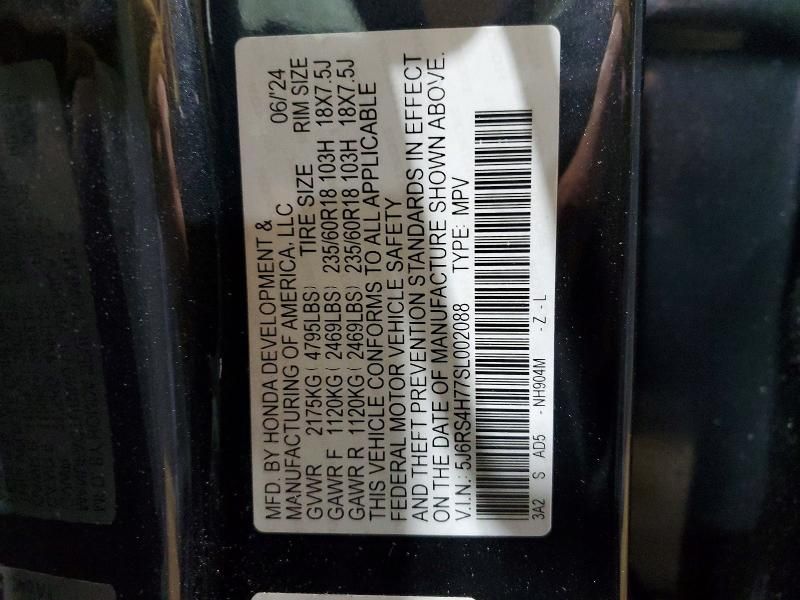 MFD. BY HONDA DEVELOPMENT &
MANUFACTURING OF AMERICA, LLC 06/'24
GVWR 2175KG ( 4795LBS) TIRE SIZE RIM SIZE
GAWR F 1120KG ( 2469LBS) 235/60R18 103H 18X7.5J
GAWR R 1120KG ( 2469LBS) 235/60R18 103H 18X7.5J
THIS VEHICLE CONFORMS TO ALL APPLICABLE
FEDERAL MOTOR VEHICLE SAFETY
AND THEFT PREVENTION STANDARDS IN EFFECT
ON THE DATE OF MANUFACTURE SHOWN ABOVE.
V.I.N.: 5J6RS4H77SL002088 TYPE: MPV
3A2 S AD5 - NH904M - Z - L